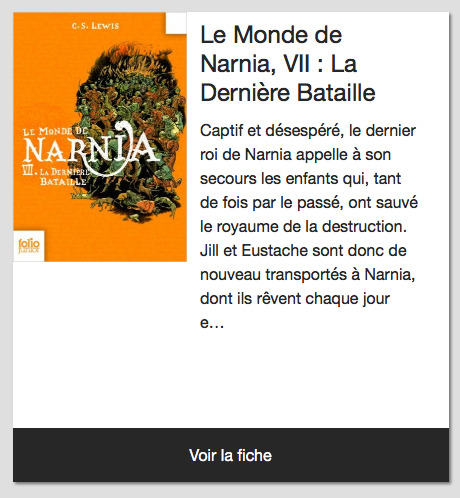 C. S. LEWIS
LE MONDE DE
NARNIA
VII. LA DERNIÈRE
BATAILLE
folio
JUNIOR
Le Monde de
Narnia, VII : La
Dernière Bataille
Captif et désespéré, le dernier
roi de Narnia appelle à son
secours les enfants qui, tant
de fois par le passé, ont sauvé
le royaume de la destruction.
Jill et Eustache sont donc de
nouveau transportés à Narnia,
dont ils rêvent chaque jour
e…
Voir la fiche